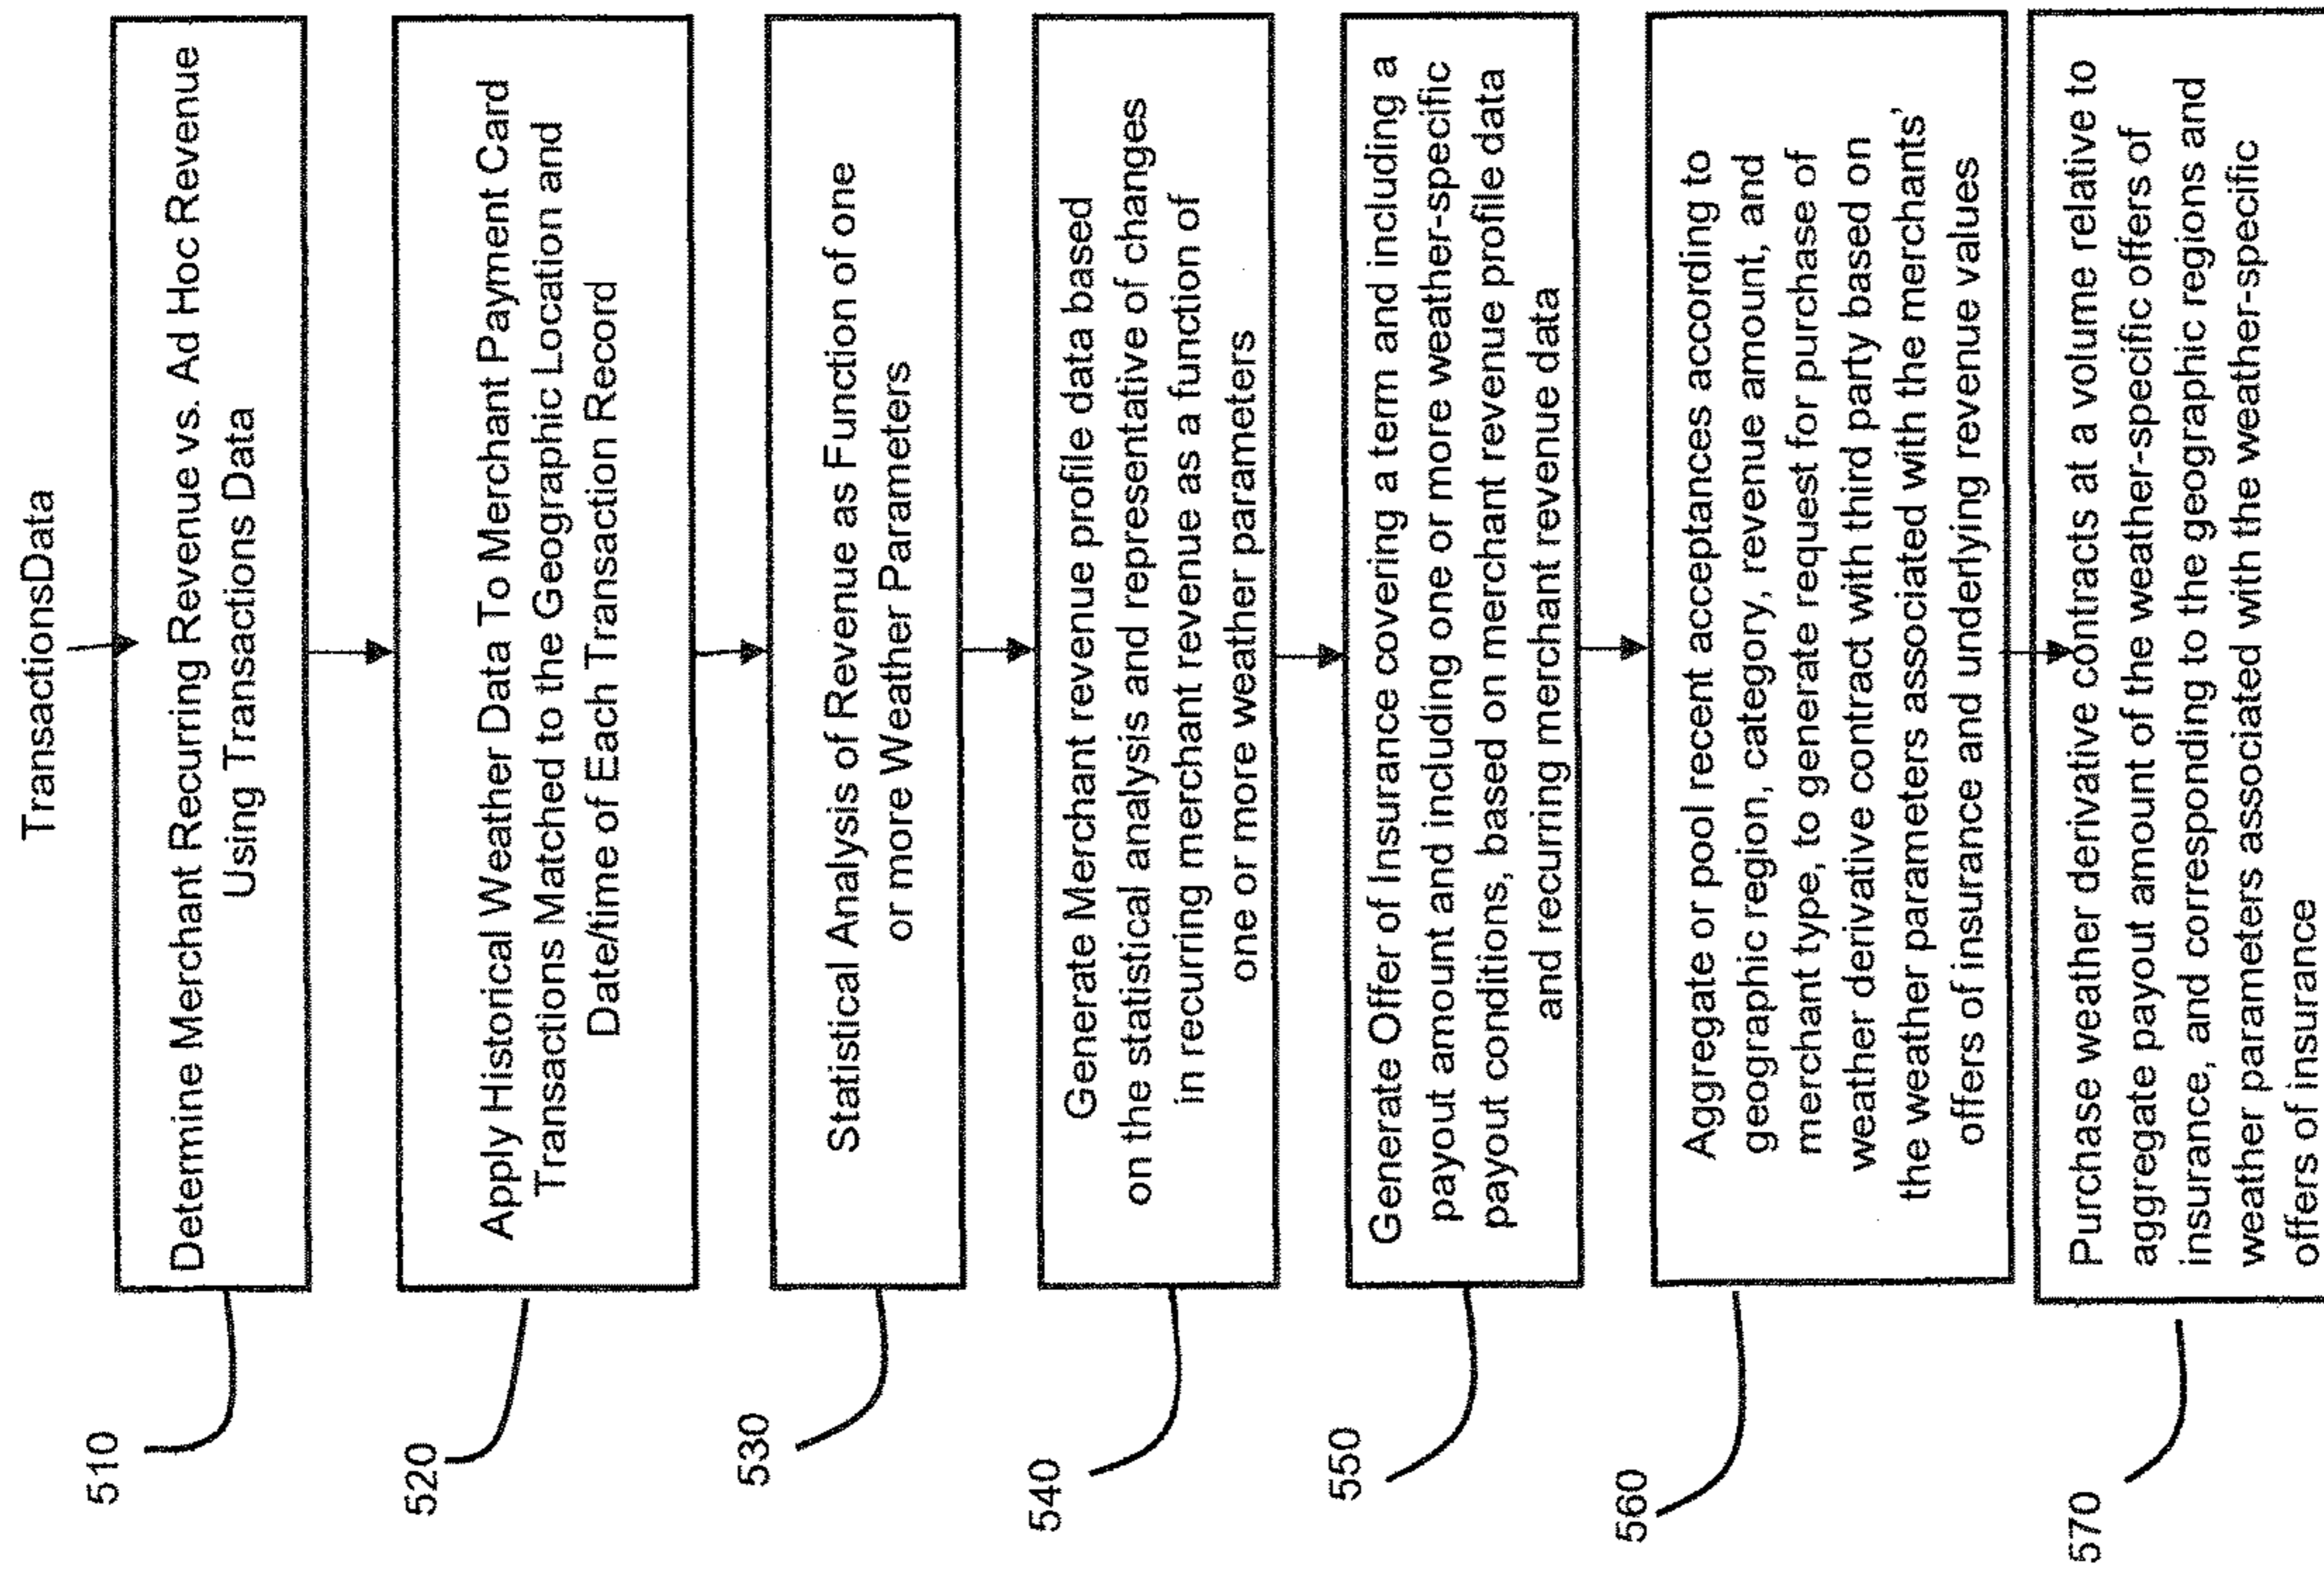 TransactionsData
510
Determine Merchant Recurring Revenue vs. Ad Hoc Revenue
Using Transactions Data
520
Apply Historical Weather Data To Merchant Payment Card
Transactions Matched to the Geographic Location and
Date/time of Each Transaction Record
530
Statistical Analysis of Revenue as Function of one
or more Weather Parameters
540
Generate Merchant revenue profile data based
on the statistical analysis and representative of changes
in recurring merchant revenue as a function of
one or more weather parameters
550
Generate Offer of Insurance covering a term and including a
payout amount and including one or more weather-specific
payout conditions, based on merchant revenue profile data
and recurring merchant revenue data
560
Aggregate or pool recent acceptances according to
geographic region, category, revenue amount, and
merchant type, to generate request for purchase of
weather derivative contract with third party based on
the weather parameters associated with the merchants'
offers of insurance and underlying revenue values
570
Purchase weather derivative contracts at a volume relative to
aggregate payout amount of the weather-specific offers of
insurance, and corresponding to the geographic regions and
weather parameters associated with the weather-specific
offers of insurance